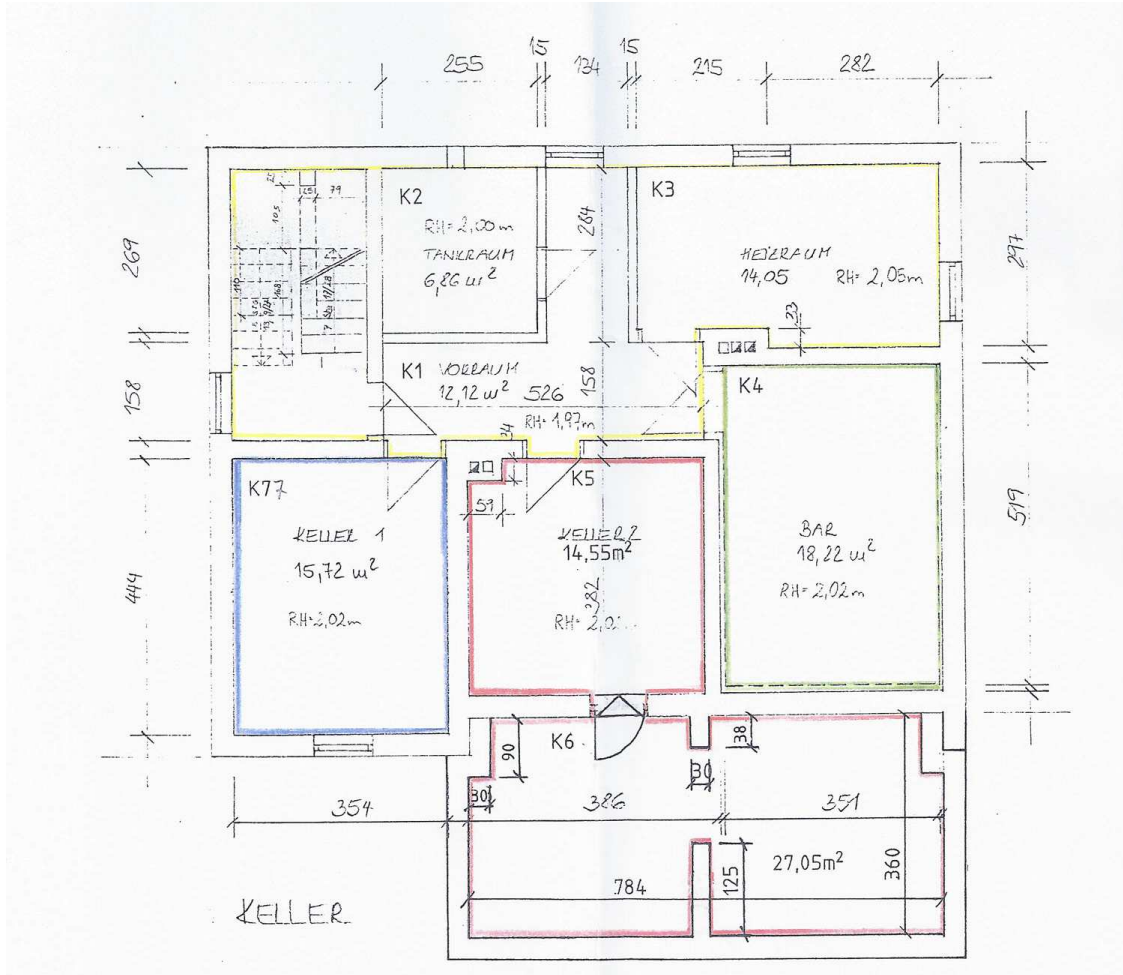 255
15
134
15
215
282
269
158
444
297
519
K2
RH= 2,00 m
TANKRAUM
6,86 m²
264
K3
HEIZRAUM
14,05 RH= 2,05m
33
79
K1 VORRAUM
12,12 m²
526
158
RH= 1,97m
K4
BAR
18,22 m²
RH= 2,02m
K77
KELLER 1
15,72 m²
RH=2,02m
K5
59
KELLER 2
14,55m²
382
K6
90
30
38
30
354
386
351
784
125
27,05m²
360
KELLER